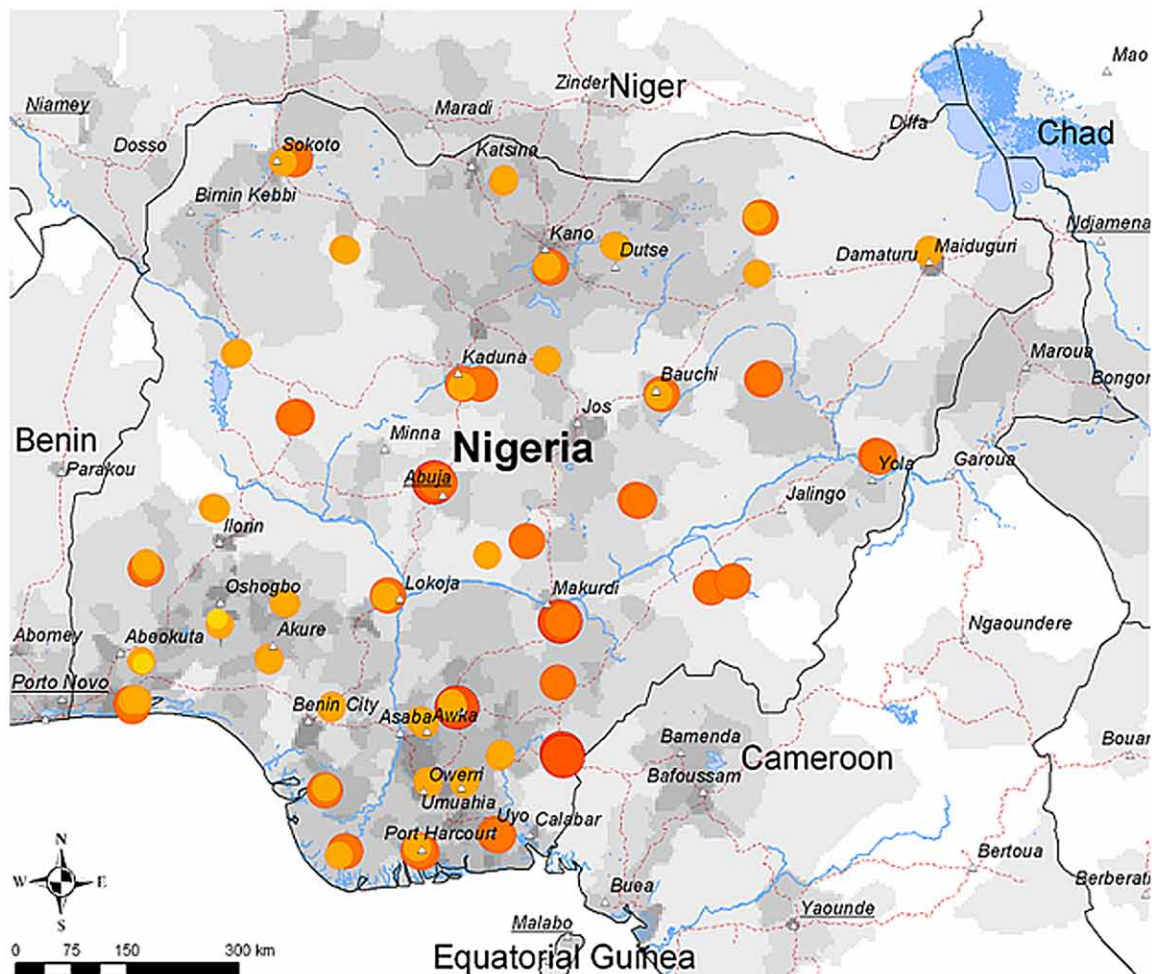 Mao
Zinder
Niger
Niamey
Maradi
Diffa
Chad
Dosso
Sokoto
Katsina
Birnin Kebbi
Ndjamena
Kano
Dutse
Damaturu
Maiduguri
Kaduna
Maroua
Bauchi
Bongor
Jos
Benin
Minna
Nigeria
Parakou
Abuja
Yola
Garoua
Jalingo
Ilorin
Lokoja
Makurdi
Oshogbo
Abomey
Abeokuta
Akure
Ngaoundere
Porto Novo
Benin City
Asaba
Awka
Bamenda
Bouar
Cameroon
Bafoussam
Owerri
Umuahia
Uyo
Calabar
Port Harcourt
N
W
E
S
Bertoua
Berberati
Buea
Yaounde
Malabo
Equatorial Guinea
0 75 150 300 km